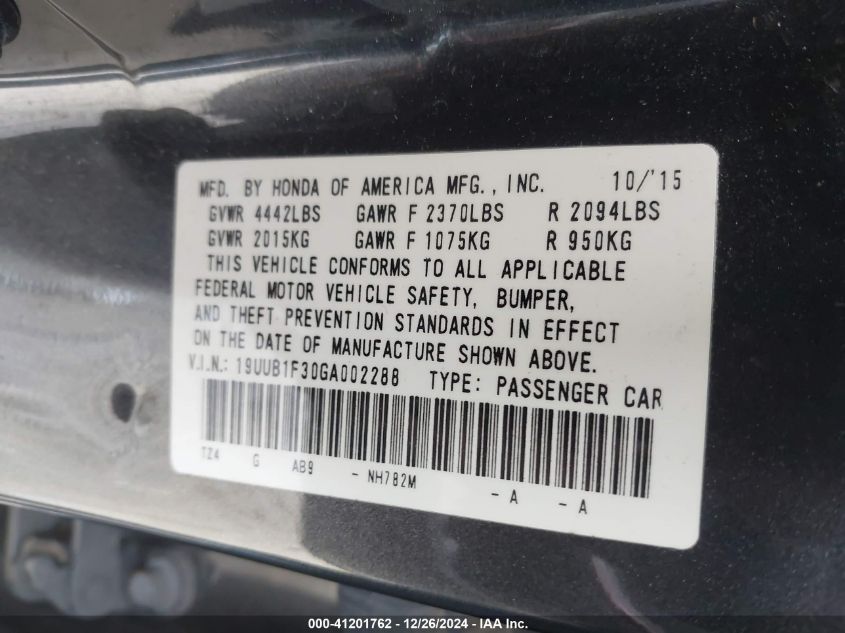 MFD. BY HONDA OF AMERICA MFG., INC. 10/'15
GVWR 4442LBS GAWR F 2370LBS R 2094LBS
GVWR 2015KG GAWR F 1075KG R 950KG
THIS VEHICLE CONFORMS TO ALL APPLICABLE
FEDERAL MOTOR VEHICLE SAFETY, BUMPER,
AND THEFT PREVENTION STANDARDS IN EFFECT
ON THE DATE OF MANUFACTURE SHOWN ABOVE.
V.I.N.: 19UUB1F30GA002288 TYPE: PASSENGER CAR
TZ4 G AB9 - NH782M - A - A
000-41201762 - 12/26/2024 - IAA Inc.